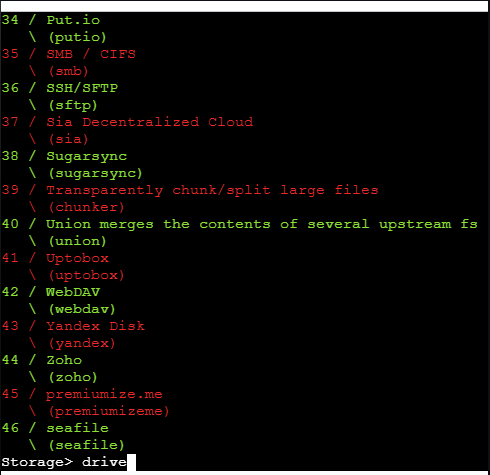 34 / Put.io
\ (putio)
35 / SMB / CIFS
\ (smb)
36 / SSH/SFTP
\ (sftp)
37 / Sia Decentralized Cloud
\ (sia)
38 / Sugarsync
\ (sugarsync)
39 / Transparently chunk/split large files
\ (chunker)
40 / Union merges the contents of several upstream fs
\ (union)
41 / Uptobox
\ (uptobox)
42 / WebDAV
\ (webdav)
43 / Yandex Disk
\ (yandex)
44 / Zoho
\ (zoho)
45 / premiumize.me
\ (premiumizeme)
46 / seafile
\ (seafile)
Storage> drive